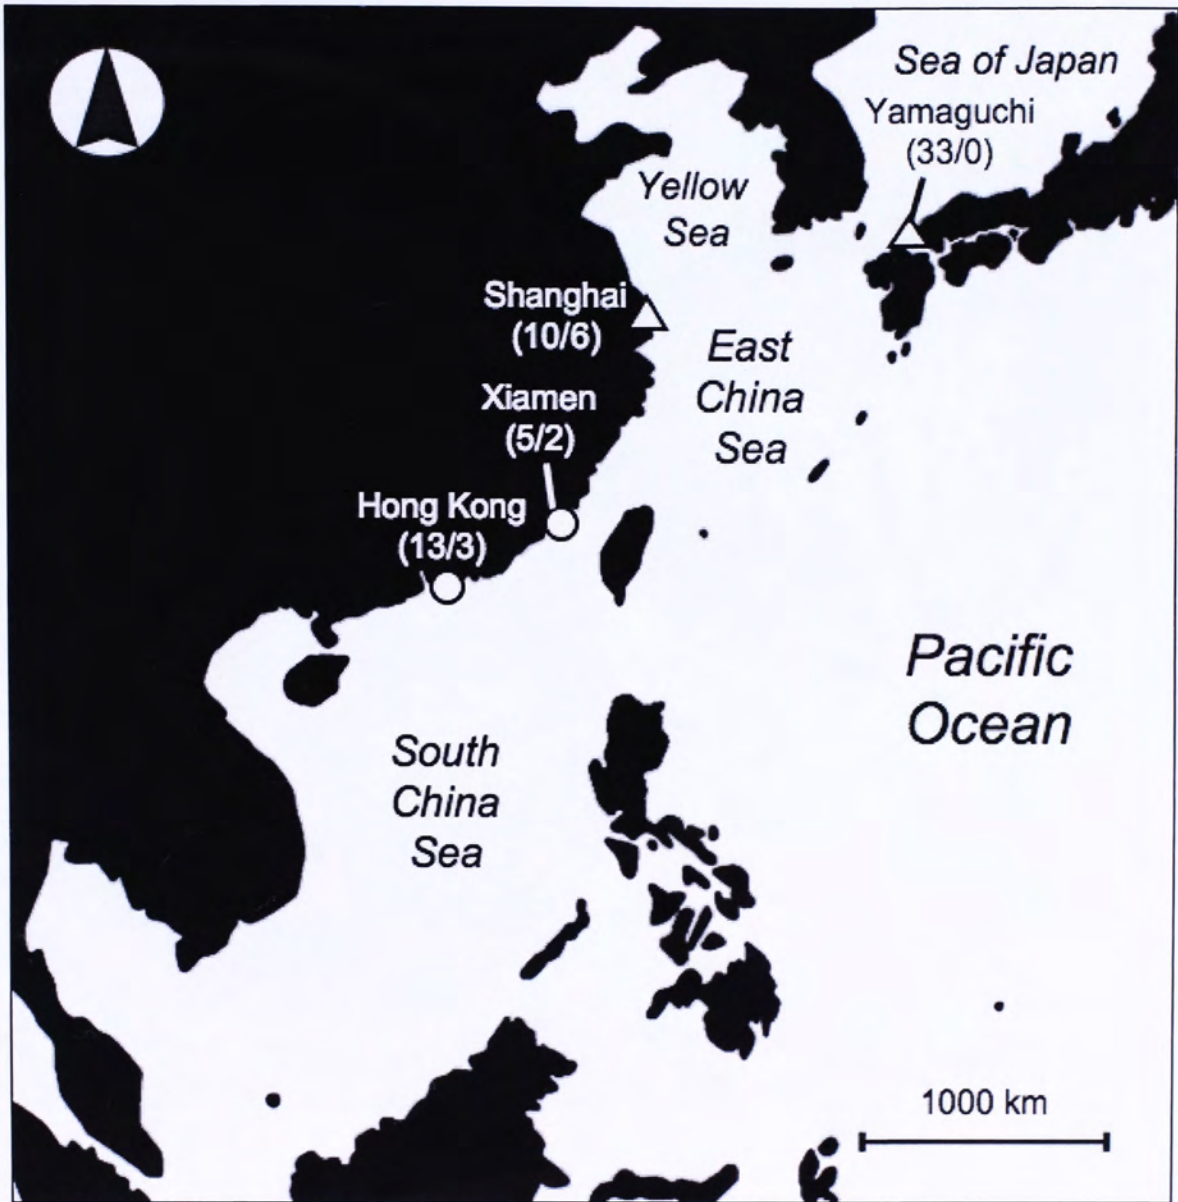 Sea of Japan
Yamaguchi
(33/0)
Yellow
Sea
Shanghai
(10/6)
East
China
Sea
Xiamen
(5/2)
Hong Kong
(13/3)
Pacific
Ocean
South
China
Sea
1000 km